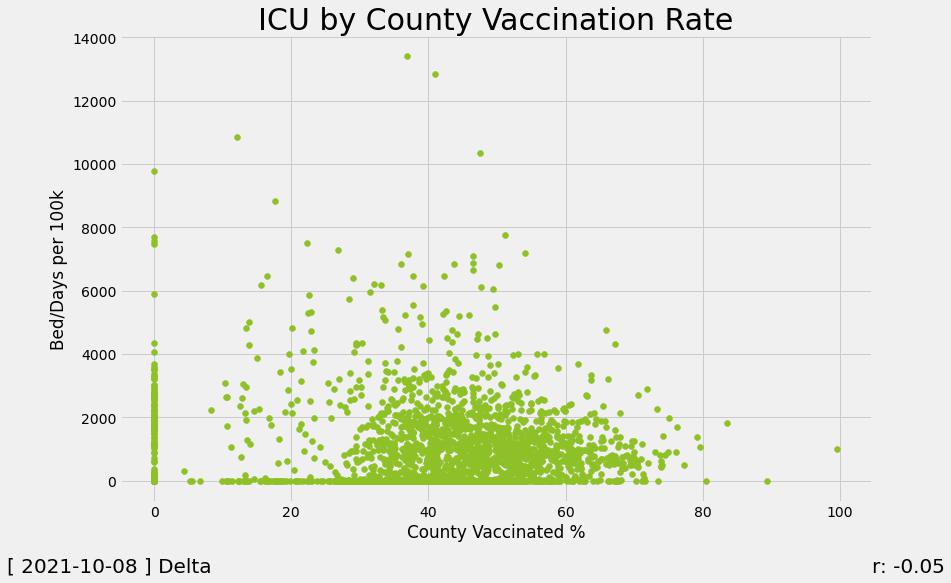 ICU by County Vaccination Rate
14000
12000
10000
8000
6000
4000
2000
0
Bed/Days per 100k
0 20 40 60 80 100
County Vaccinated %
[ 2021-10-08 ] Delta
r: -0.05